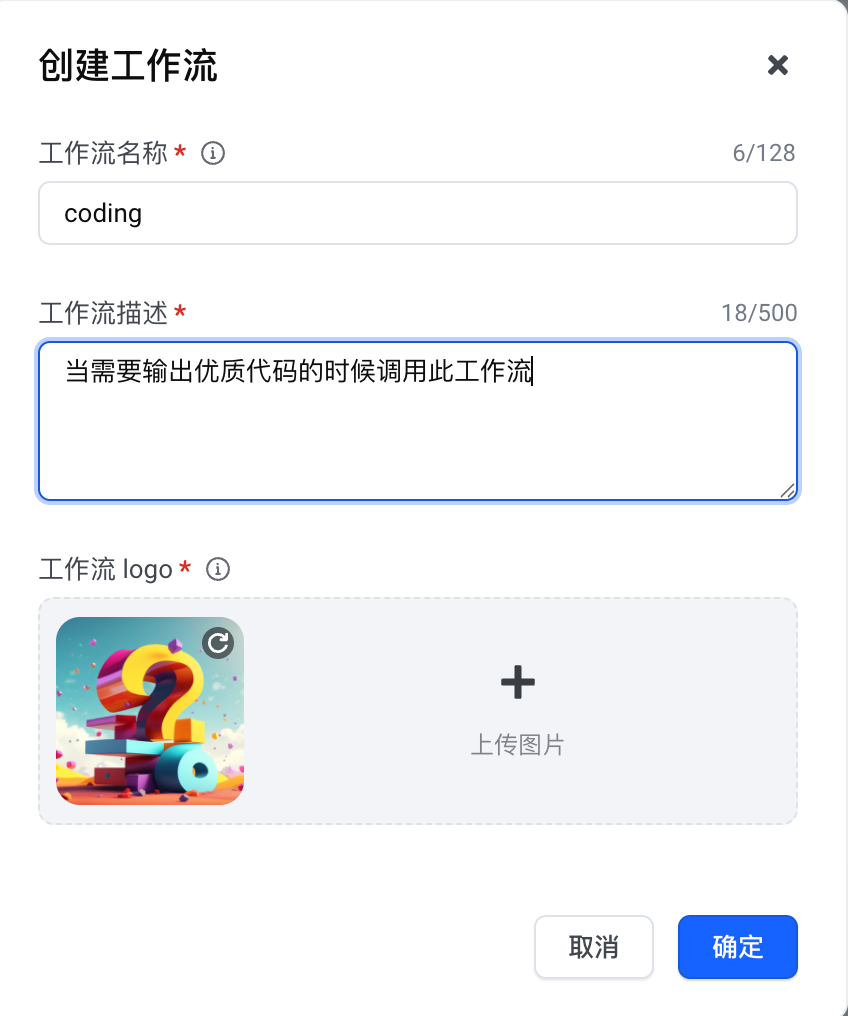 创建工作流
工作流名称 * 6/128
coding
工作流描述 * 18/500
当需要输出优质代码的时候调用此工作流
工作流 logo *
上传图片
取消 确定